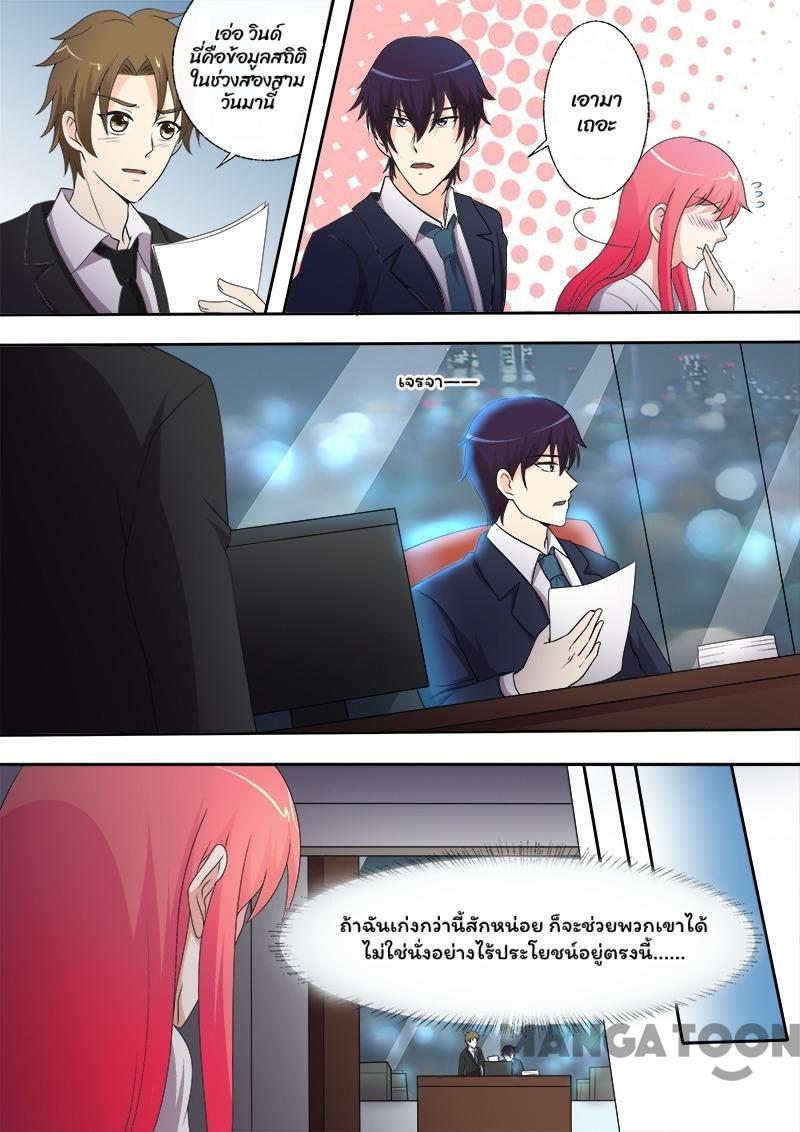 เอ่อ วินด์
นี่คือข้อมูลสถิติ
ในช่วงสองสาม
วันมานี้
เอามา
เถอะ
เจรจา——
ถ้าฉันเก่งกว่านี้สักหน่อย ก็จะช่วยพวกเขาได้
ไม่ใช่นั่งอย่างไร้ประโยชน์อยู่ตรงนี้......
MANGA TOON